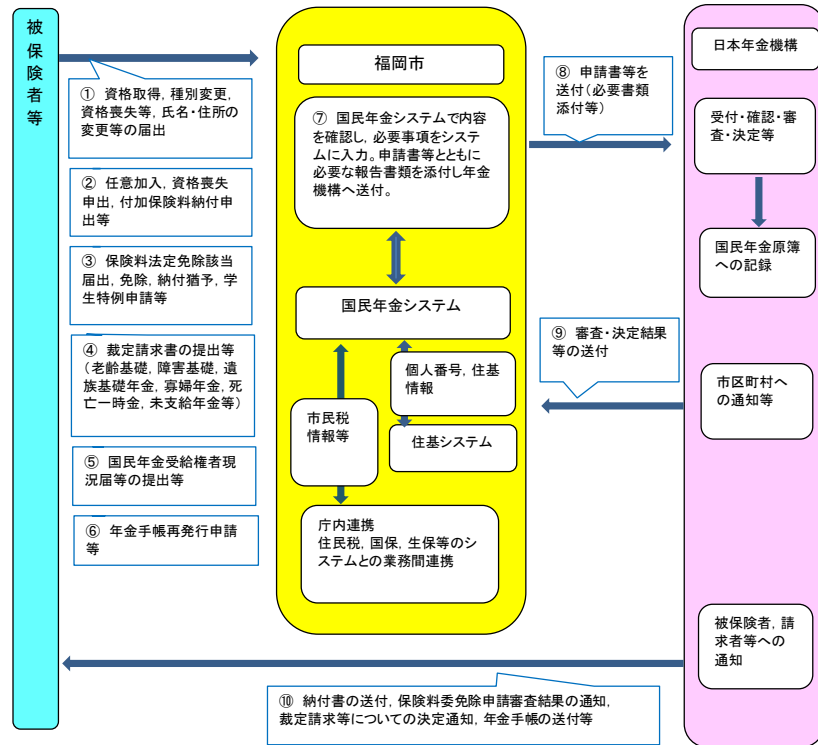 被保険者等
① 資格取得, 種別変更,
資格喪失等, 氏名・住所の
変更等の届出
② 任意加入, 資格喪失
申出, 付加保険料納付申
出等
③ 保険料法定免除該当
届出, 免除, 納付猶予, 学
生特例申請等
④ 裁定請求書の提出等
(老齢基礎, 障害基礎, 遺
族基礎年金, 寡婦年金, 死
亡一時金, 未支給年金等)
⑤ 国民年金受給権者現
況届等の提出等
⑥ 年金手帳再発行申請
等
福岡市
⑦ 国民年金システムで内容
を確認し, 必要事項をシステ
ムに入力。申請書等とともに
必要な報告書類を添付し年金
機構へ送付。
国民年金システム
個人番号, 住基
情報
市民税
情報等
住基システム
庁内連携
住民税, 国保, 生保等のシ
ステムとの業務間連携
⑧ 申請書等を
送付(必要書類
添付等)
⑨ 審査・決定結果
等の送付
日本年金機構
受付・確認・審
査・決定等
国民年金原簿
への記録
市区町村へ
の通知等
被保険者, 請
求者等への
通知
⑩ 納付書の送付, 保険料委免除申請審査結果の通知,
裁定請求等についての決定通知, 年金手帳の送付等